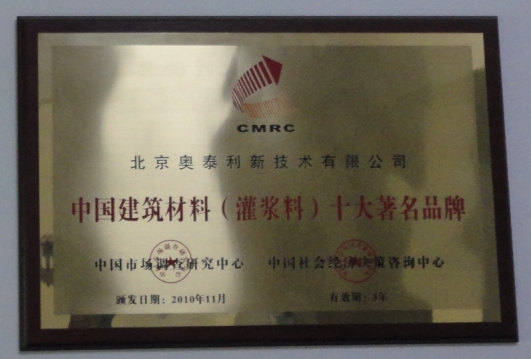 CMRC
北京奥泰利新技术有限公司
中国建筑材料（灌浆料）十大著名品牌
中国市场调查研究中心 中国社会经济决策咨询中心
颁发日期：2010年11月 有效期：3年